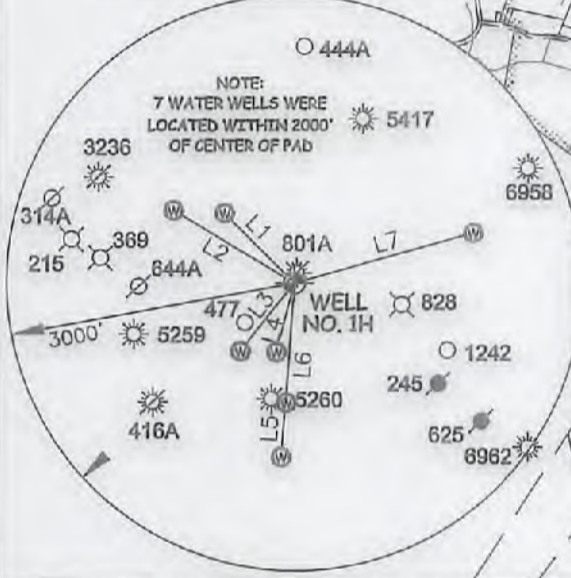 444A
NOTE:
7 WATER WELLS WERE
LOCATED WITHIN 2000'
OF CENTER OF PAD
5417
3236
6958
314A
W
W
L1
L2
W
L7
801A
215
369
644A
477
L3
L4
WELL
NO. 1H
828
3000'
5259
W
W
L6
1242
245
416A
5260
W
L5
625
6962
W